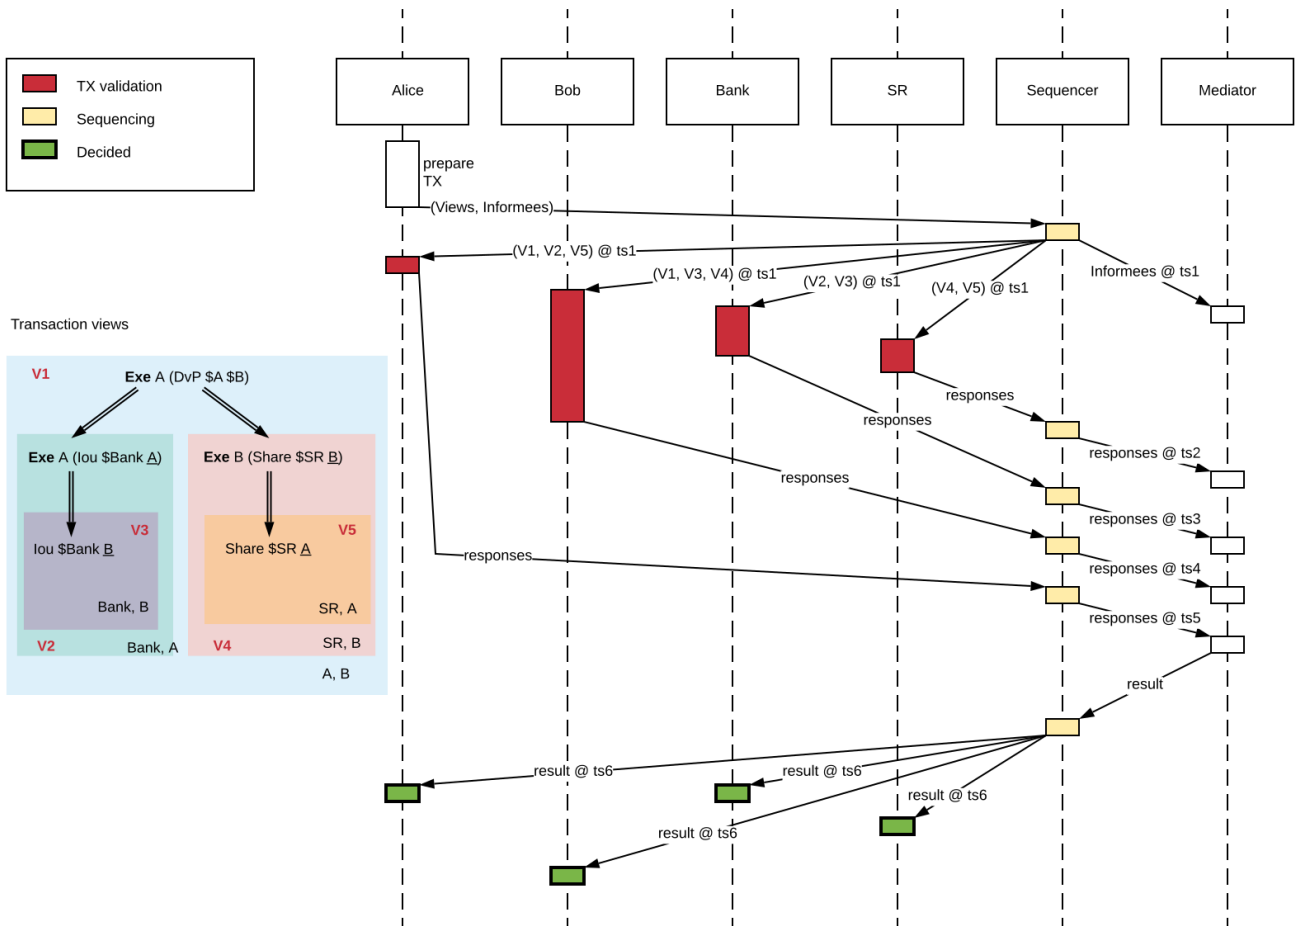 TX validation
Sequencing
Decided
Alice
Bob
Bank
SR
Sequencer
Mediator
prepare
TX
(Views, Informees)
(V1, V2, V5) @ ts1
(V1, V3, V4) @ ts1
(V2, V3) @ ts1
(V4, V5) @ ts1
Informees @ ts1
Transaction views
V1
Exe A (DvP $A $B)
Exe A (Iou $Bank A)
Exe B (Share $SR B)
V3
V5
Iou $Bank B
Share $SR A
Bank, B
SR, A
V2
Bank, A
V4
SR, B
A, B
responses
responses
responses @ ts2
responses
responses @ ts3
responses
responses @ ts4
responses @ ts5
result
result @ ts6
result @ ts6
result @ ts6
result @ ts6